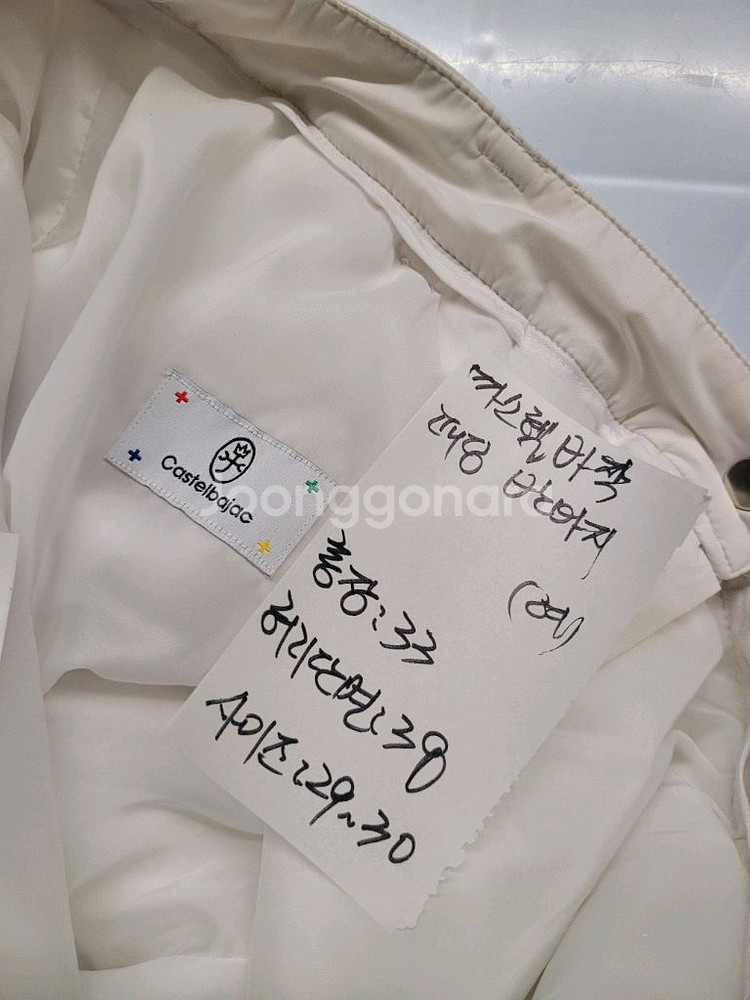 카스텔바작
패딩 반바지
(여)
총장:33
허리단면:38
사이즈:29~30
Castelbajac
joonggonara